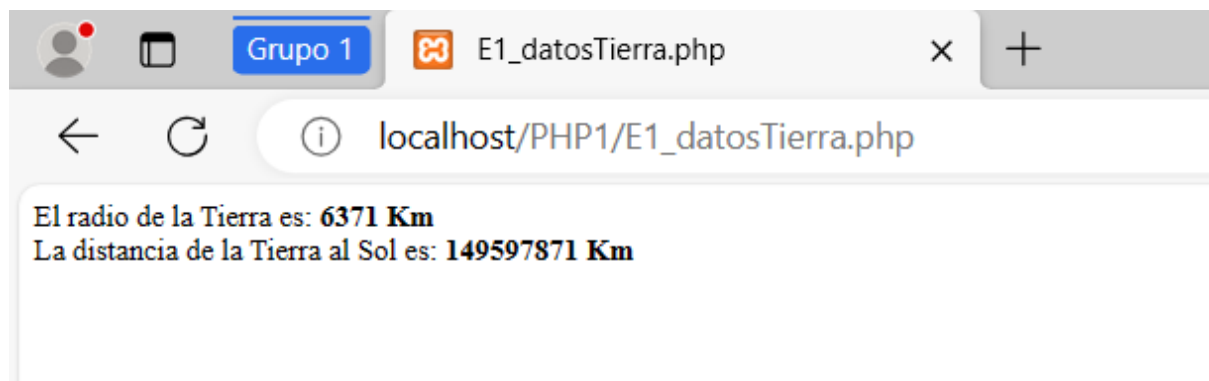 Grupo 1
E1_datosTierra.php
localhost/PHP1/E1_datosTierra.php
El radio de la Tierra es: 6371 Km
La distancia de la Tierra al Sol es: 149597871 Km